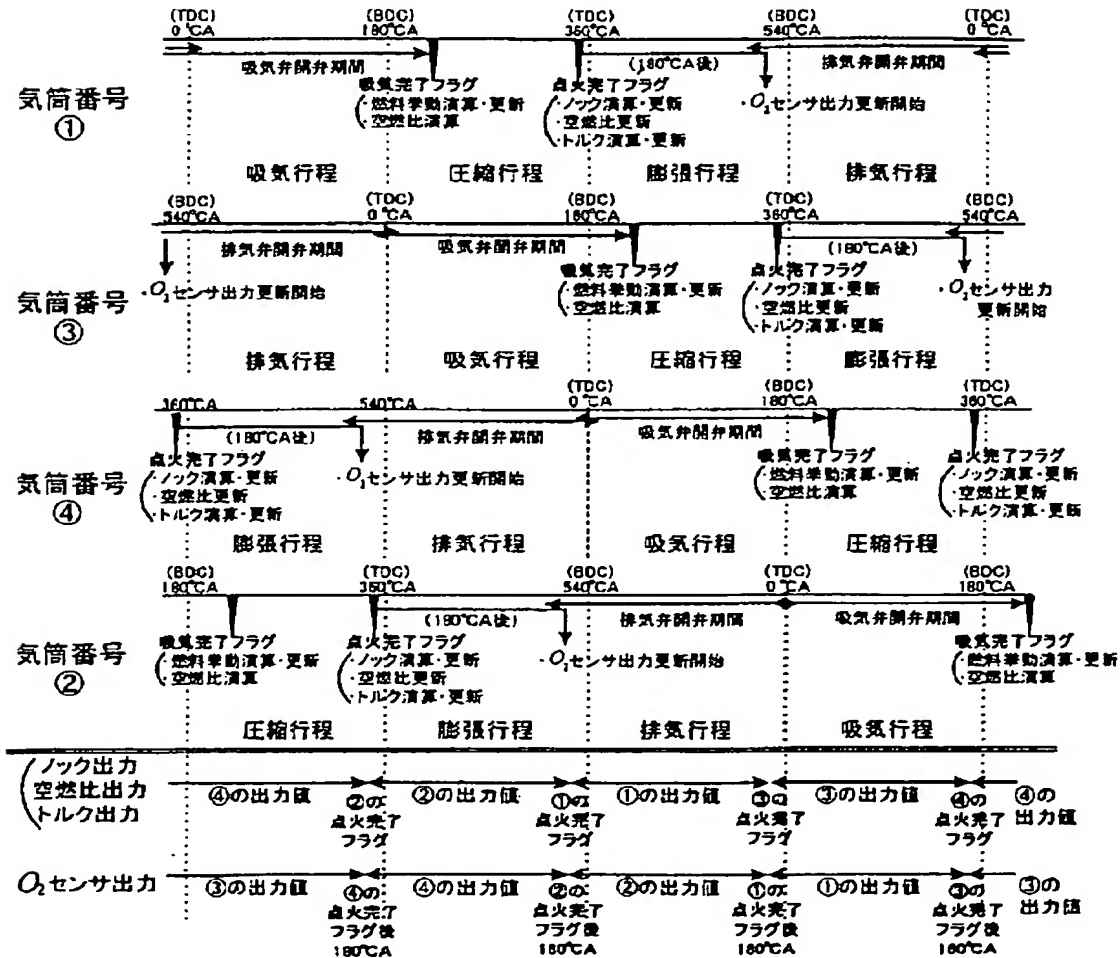 (TDC) (BDC) (TDC) (BDC) (TDC)
0°CA 180°CA 360°CA 540°CA 0°CA
吸気弁開弁期間 (180°CA後) 排気弁開弁期間
気筒番号
①
吸気完了フラグ 点火完了フラグ
・燃料挙動演算・更新 ・ノック演算・更新 ・O₂センサ出力更新開始
・空燃比演算 ・空燃比更新
・トルク演算・更新
吸気行程 圧縮行程 膨張行程 排気行程
(BDC) (TDC) (BDC) (TDC) (BDC)
540°CA 0°CA 180°CA 360°CA 540°CA
排気弁開弁期間 吸気弁開弁期間 (180°CA後)
気筒番号
③
吸気完了フラグ 点火完了フラグ
・O₂センサ出力更新開始 ・燃料挙動演算・更新 ・ノック演算・更新 ・O₂センサ出力
・空燃比演算 ・空燃比更新 更新開始
・トルク演算・更新
排気行程 吸気行程 圧縮行程 膨張行程
(TDC) (BDC) (TDC)
360°CA 540°CA 0°CA 180°CA 360°CA
(180°CA後) 排気弁開弁期間 吸気弁開弁期間
気筒番号
④
点火完了フラグ 吸気完了フラグ 点火完了フラグ
・ノック演算・更新 ・O₂センサ出力更新開始 ・燃料挙動演算・更新 ・ノック演算・更新
・空燃比更新 ・空燃比演算 ・空燃比更新
・トルク演算・更新 ・トルク演算・更新
膨張行程 排気行程 吸気行程 圧縮行程
(BDC) (TDC) (BDC) (TDC) (BDC)
180°CA 360°CA 540°CA 0°CA 180°CA
(180°CA後) 排気弁開弁期間 吸気弁開弁期間
気筒番号
②
吸気完了フラグ 点火完了フラグ 吸気完了フラグ
・燃料挙動演算・更新 ・ノック演算・更新 ・O₂センサ出力更新開始 ・燃料挙動演算・更新
・空燃比演算 ・空燃比更新 ・空燃比演算
・トルク演算・更新
圧縮行程 膨張行程 排気行程 吸気行程
ノック出力
空燃比出力
トルク出力
④の出力値 ②の ②の出力値 ①の ①の出力値 ③の ③の出力値 ④の ④の
点火完了 点火完了 点火完了 点火完了 出力値
フラグ フラグ フラグ フラグ
O₂センサ出力
③の出力値 ④の ④の出力値 ②の ②の出力値 ①の ①の出力値 ③の ③の
点火完了 点火完了 点火完了 点火完了 出力値
フラグ後 フラグ後 フラグ後 フラグ後
180°CA 180°CA 180°CA 180°CA